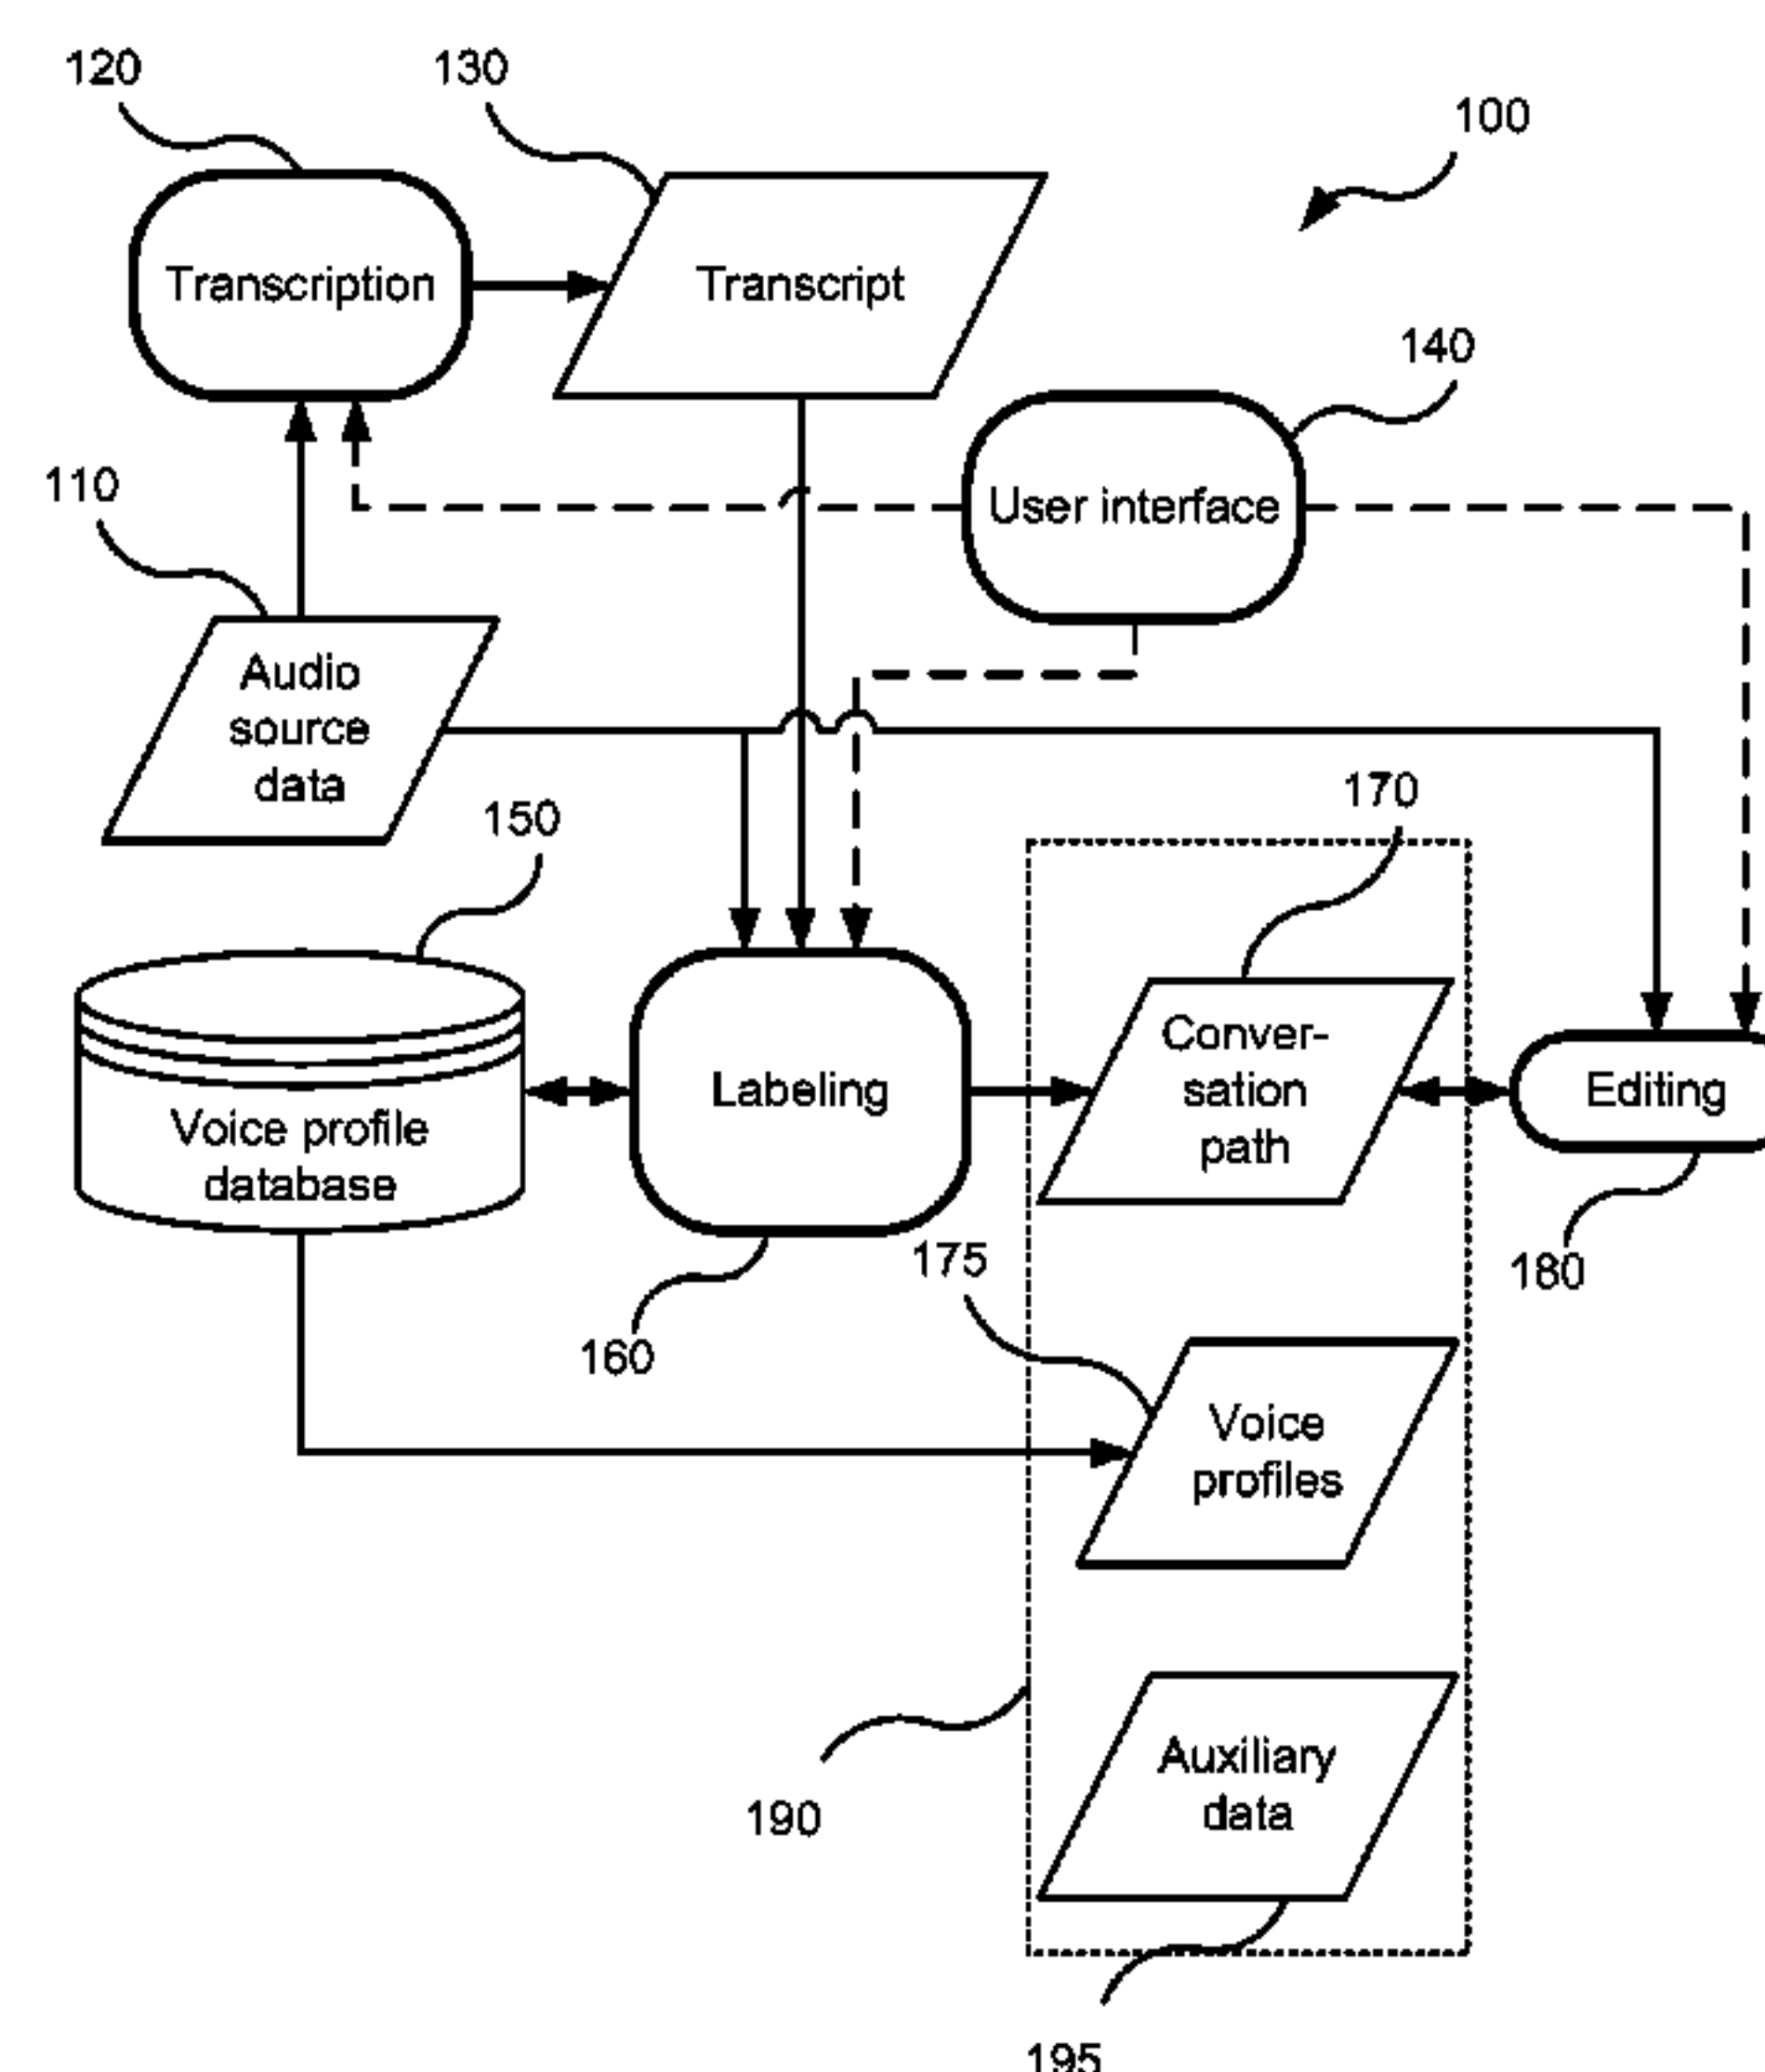 120
130
100
Transcription
Transcript
140
User interface
110
Audio
source
data
170
150
Conver-
sation
path
Labeling
Editing
Voice profile
database
175
180
160
Voice
profiles
Auxiliary
data
190
195